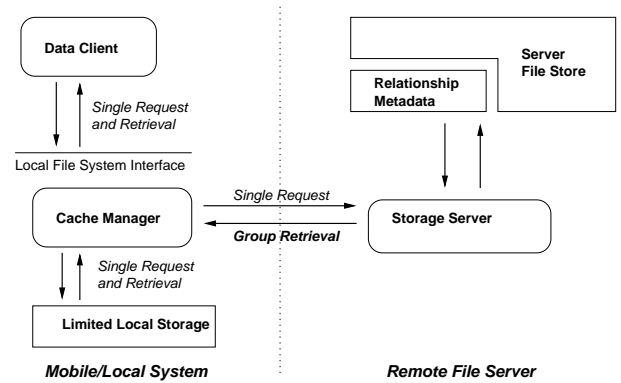 Data Client
Single Request
and Retrieval
Local File System Interface
Cache Manager
Single Request
and Retrieval
Limited Local Storage
Mobile/Local System
Single Request
Group Retrieval
Server
File Store
Relationship
Metadata
Storage Server
Remote File Server